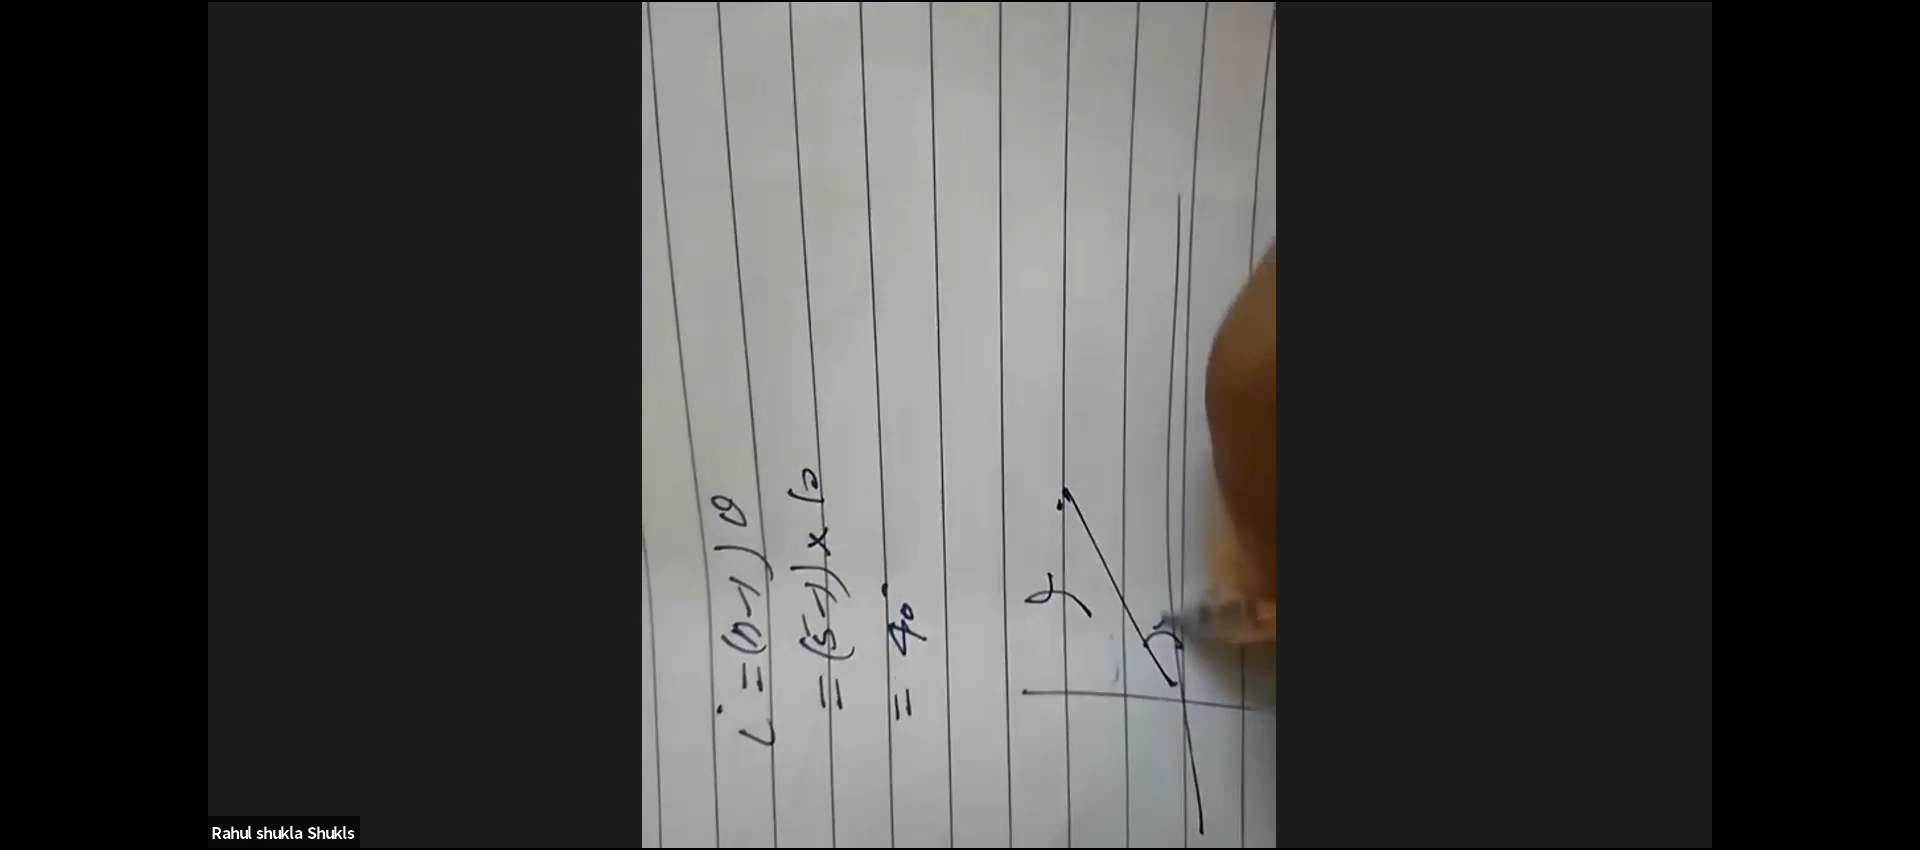 i = (n-1) θ
= (5-1) × 10
= 40
r
Rahul shukla Shukls